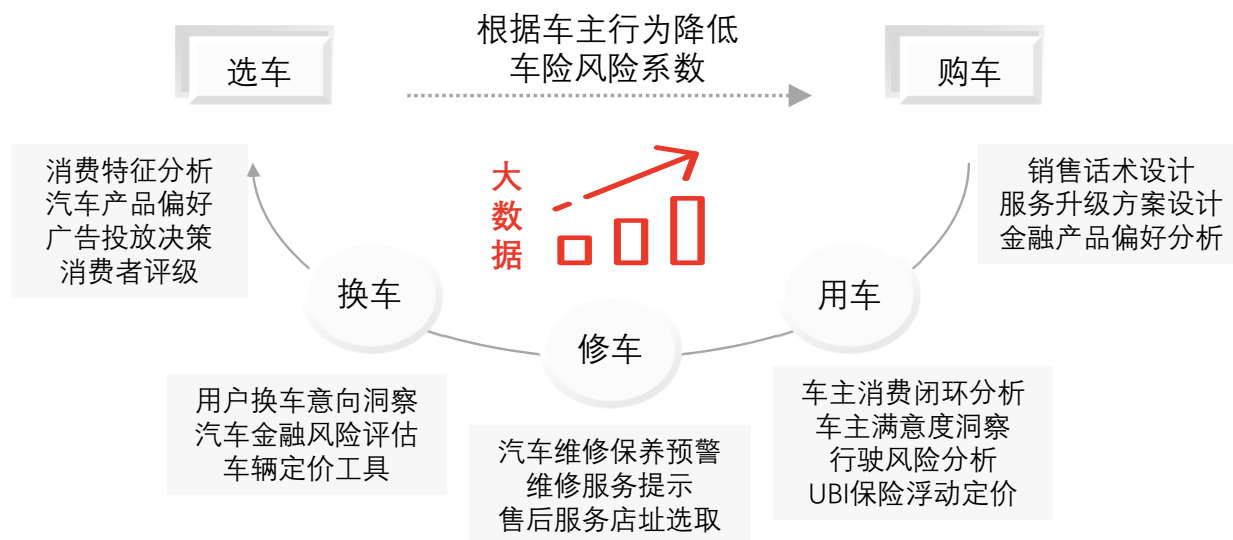 选车
根据车主行为降低
车险风险系数
购车
消费特征分析
汽车产品偏好
广告投放决策
消费者评级
大
数
据
销售话术设计
服务升级方案设计
金融产品偏好分析
换车
修车
用车
用户换车意向洞察
汽车金融风险评估
车辆定价工具
汽车维修保养预警
维修服务提示
售后服务店址选取
车主消费闭环分析
车主满意度洞察
行驶风险分析
UBI保险浮动定价